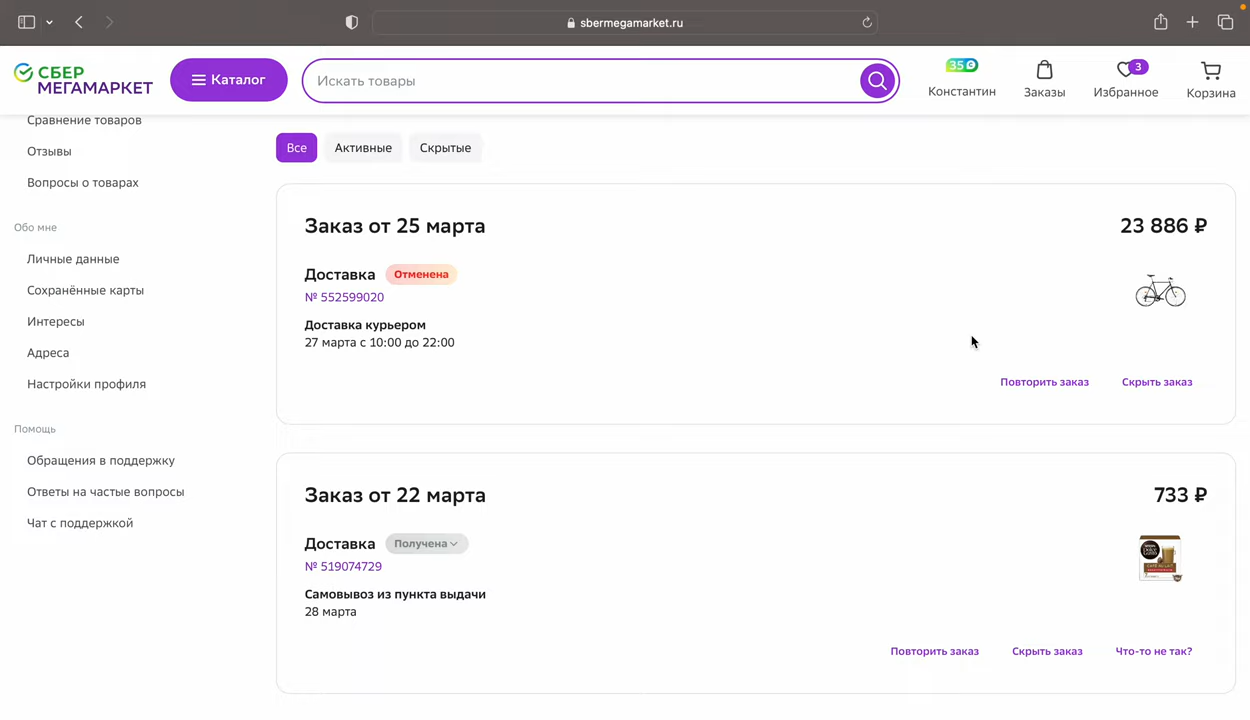 sbermegamarket.ru
СБЕР
МЕГАМАРКЕТ
Каталог
Искать товары
35
Константин
Заказы
3
Избранное
Корзина
Сравнение товаров
Отзывы
Вопросы о товарах
Обо мне
Личные данные
Сохранённые карты
Интересы
Адреса
Настройки профиля
Помощь
Обращения в поддержку
Ответы на частые вопросы
Чат с поддержкой
Все
Активные
Скрытые
Заказ от 25 марта
23 886 ₽
Доставка
Отменена
№ 552599020
Доставка курьером
27 марта с 10:00 до 22:00
Повторить заказ
Скрыть заказ
Заказ от 22 марта
733 ₽
Доставка
Получена
№ 519074729
Самовывоз из пункта выдачи
28 марта
Повторить заказ
Скрыть заказ
Что-то не так?